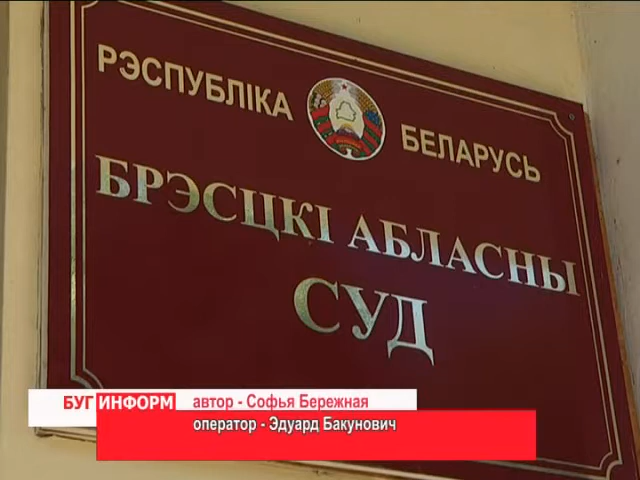 РЭСПУБЛІКА БЕЛАРУСЬ
БРЭСЦКІ АБЛАСНЫ
СУД
БУГ ИНФОРМ
автор - Софья Бережная
оператор - Эдуард Бакунович